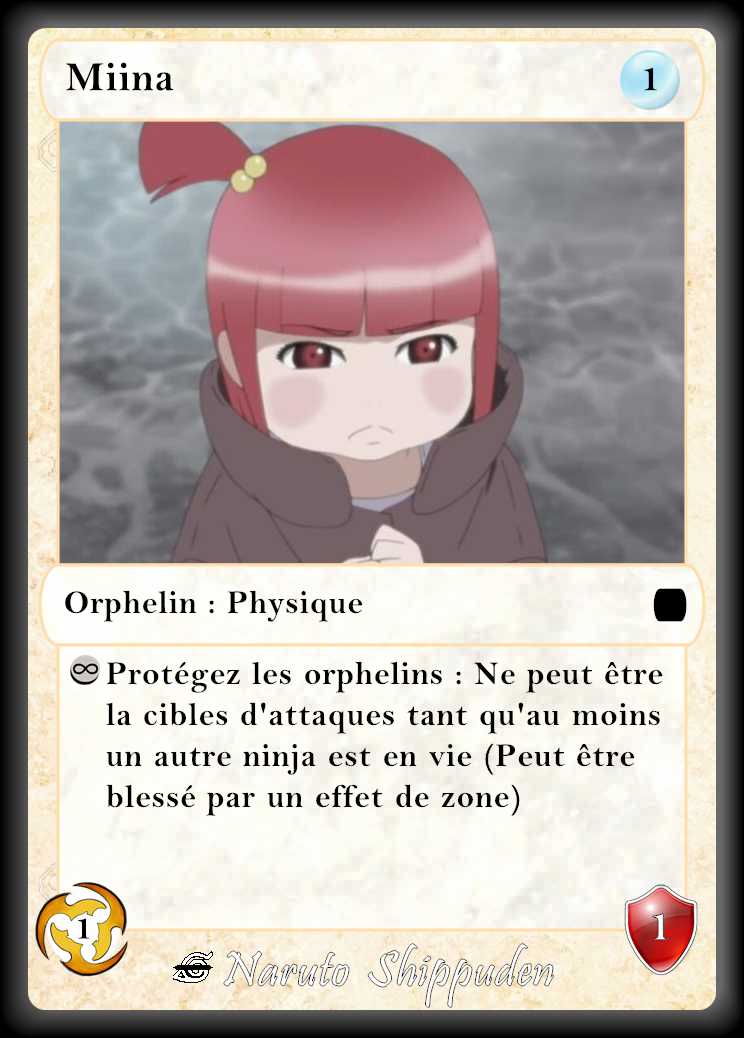 Miina 1
Orphelin : Physique
Protégez les orphelins : Ne peut être
la cibles d'attaques tant qu'au moins
un autre ninja est en vie (Peut être
blessé par un effet de zone)
1 1
Naruto Shippuden